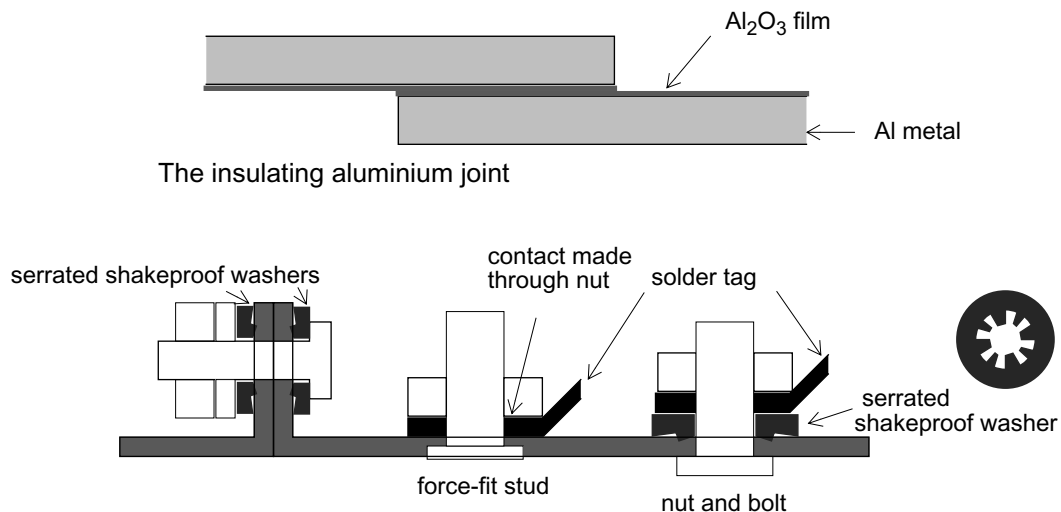 Al₂O₃ film
Al metal
The insulating aluminium joint
serrated shakeproof washers
contact made
through nut
solder tag
serrated
shakeproof washer
force-fit stud
nut and bolt